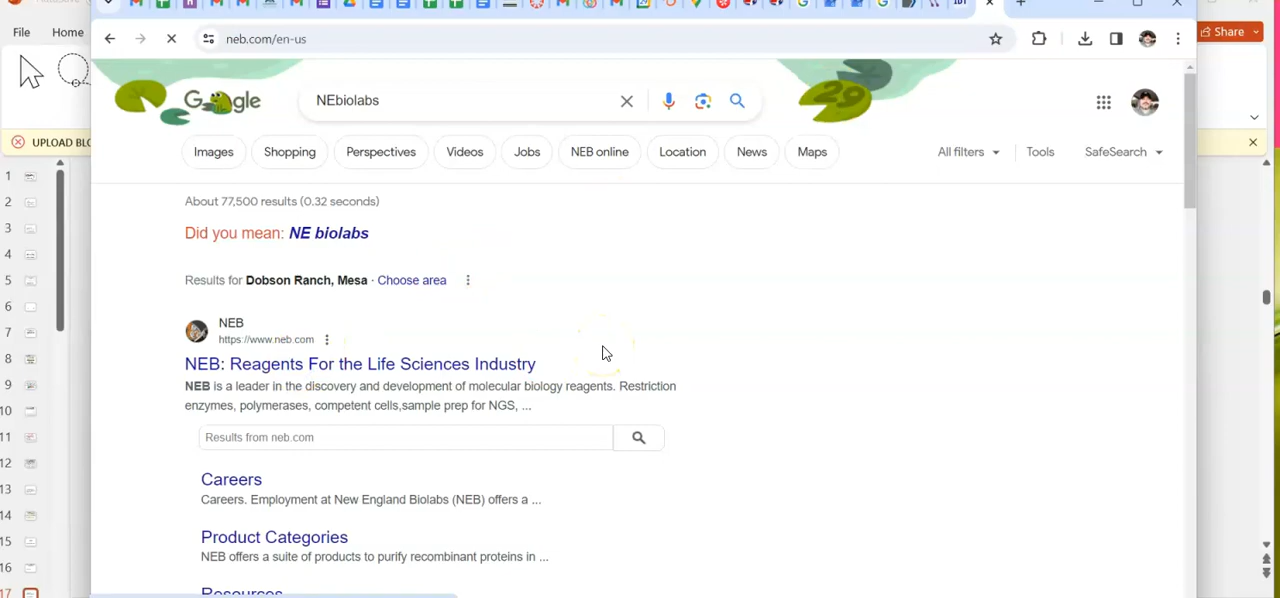 File Home
Share
neb.com/en-us
UPLOAD BLO
Google
NEbiolabs
29
Images Shopping Perspectives Videos Jobs NEB online Location News Maps All filters Tools SafeSearch
About 77,500 results (0.32 seconds)
Did you mean: NE biolabs
Results for Dobson Ranch, Mesa · Choose area
NEB
https://www.neb.com
NEB: Reagents For the Life Sciences Industry
NEB is a leader in the discovery and development of molecular biology reagents. Restriction
enzymes, polymerases, competent cells,sample prep for NGS, ...
Results from neb.com
Careers
Careers. Employment at New England Biolabs (NEB) offers a ...
Product Categories
NEB offers a suite of products to purify recombinant proteins in ...
Resources
1
2
3
4
5
6
7
8
9
10
11
12
13
14
15
16
17